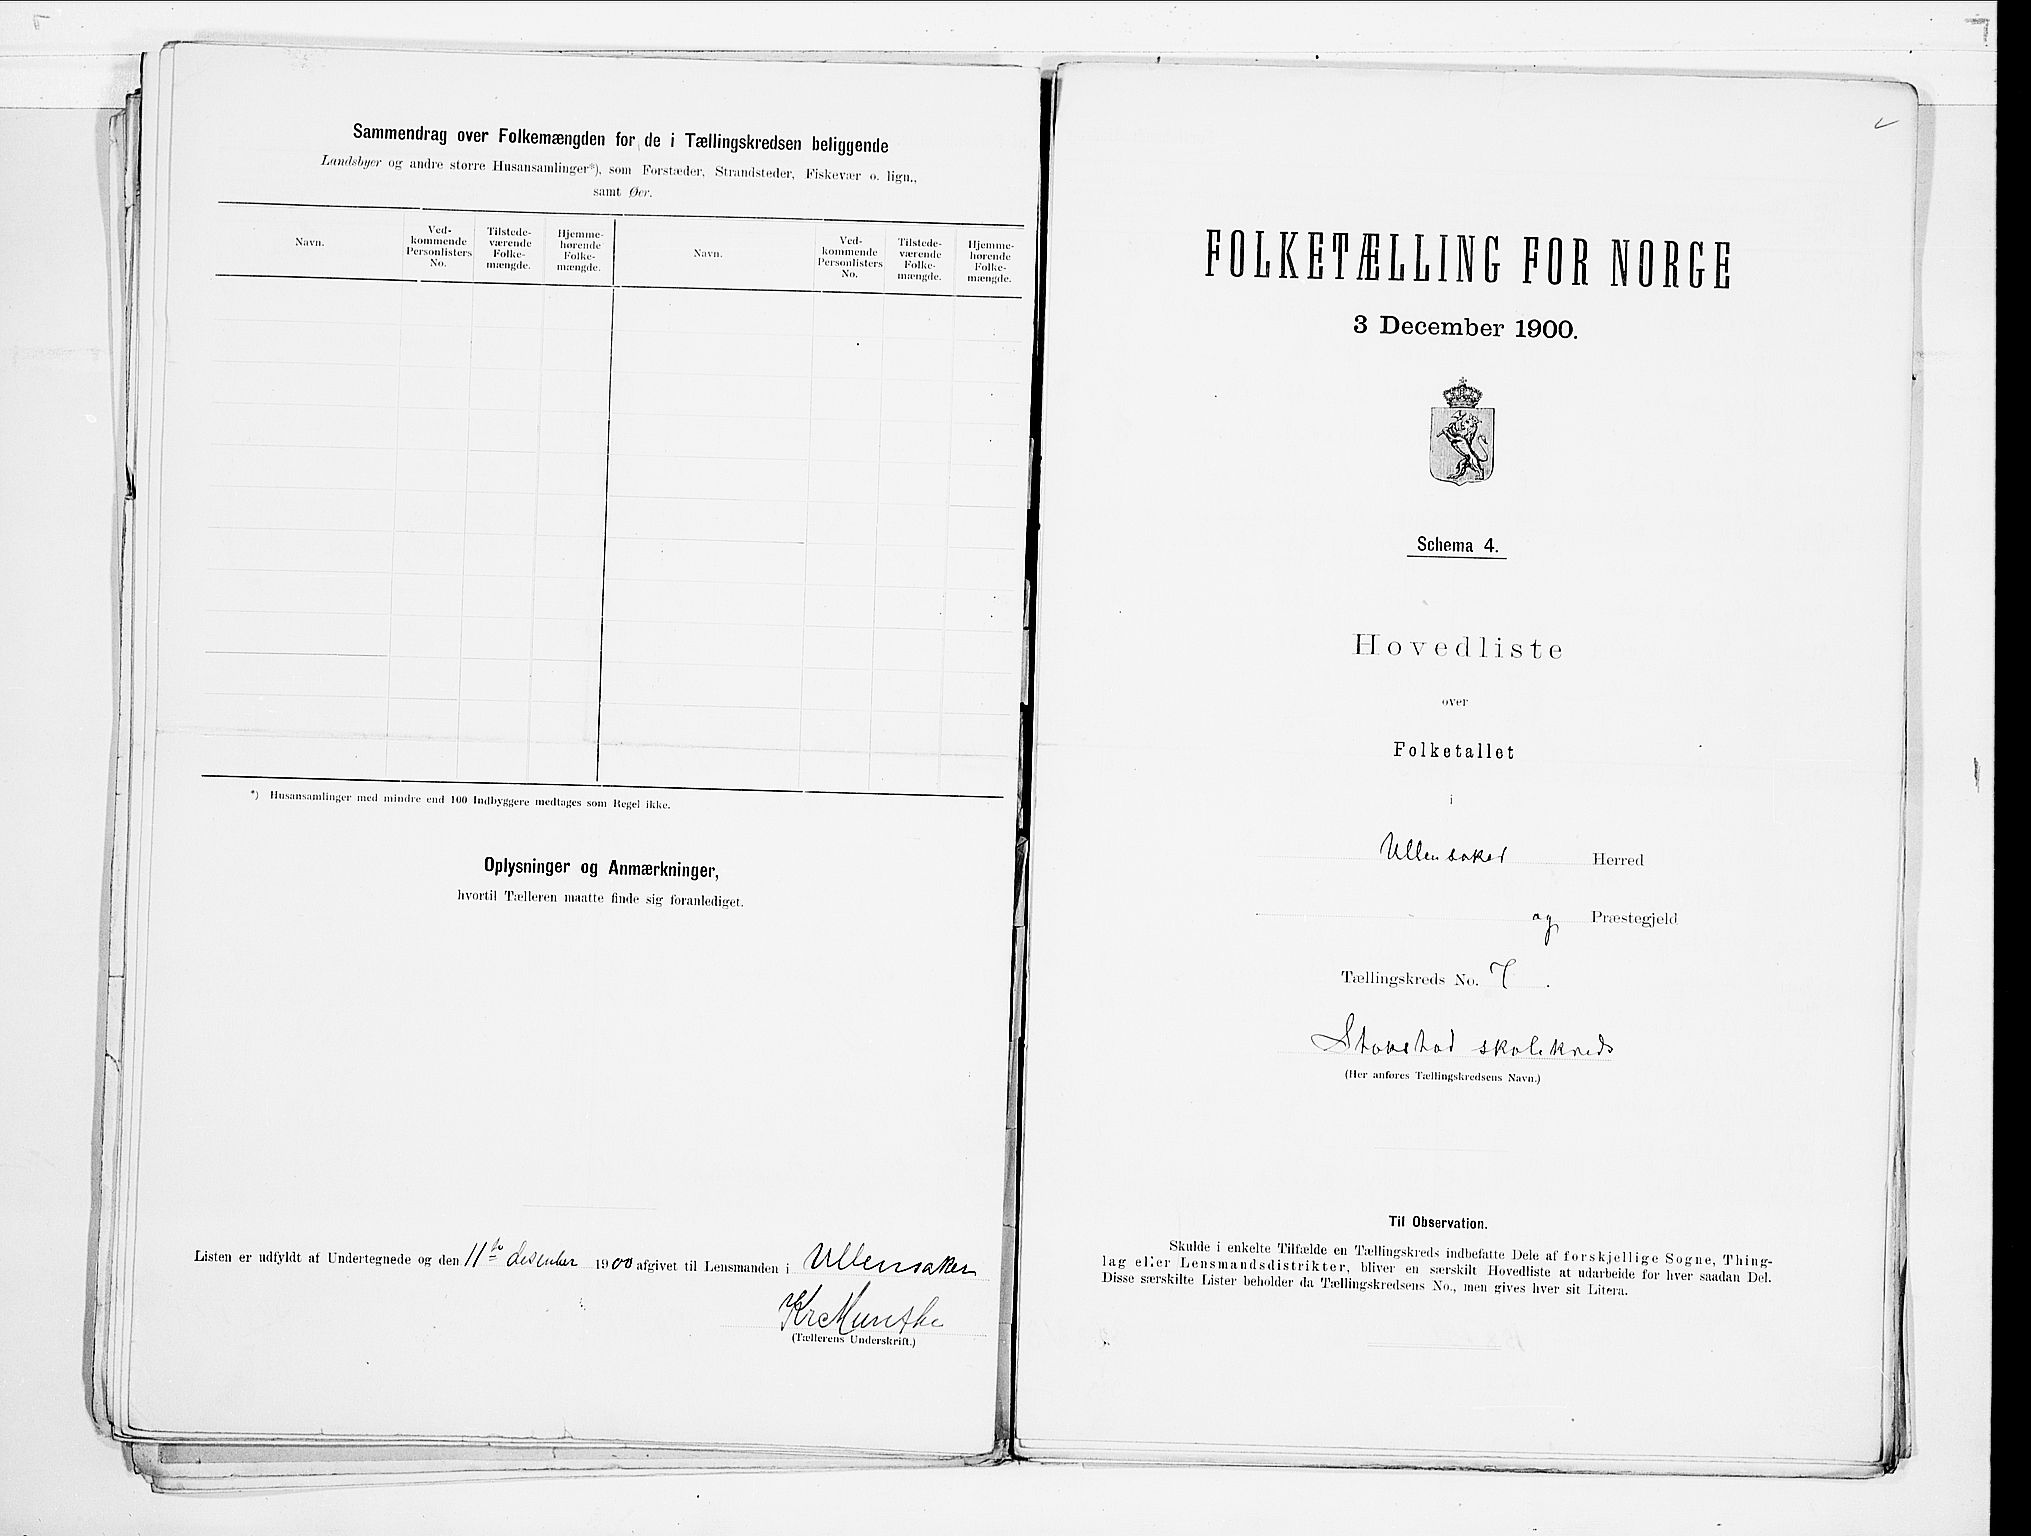 Sammendrag over Folkemængden for de i Tællingskredsen beliggende
Landsbyer og andre større Husansamlinger*), som Forstæder, Strandsteder, Fiskevær o. lign.,
samt Øer.
Navn.
Ved-
kommende
Personlisters
No.
Tilstede-
værende
Folke-
mængde.
Hjemme-
hørende
Folke-
mængde.
Navn.
Ved-
kommende
Personlisters
No.
Tilstede-
værende
Folke-
mængde.
Hjemme-
hørende
Folke-
mængde.
*) Husansamlinger med mindre end 100 Indbyggere medtages som Regel ikke.
Oplysninger og Anmærkninger,
hvortil Tælleren maatte finde sig foranlediget.
Listen er udfyldt af Undertegnede og den 11te desember 1900 afgivet til Lensmanden i Ullensaker
Kr Munthe
(Tællerens Underskrift.)
FOLKETÆLLING FOR NORGE
3 December 1900.
Schema 4.
Hovedliste
over
Folketallet
i
Ullensaker Herred
og Præstegjeld
Tællingskreds No. 7.
skolekreds
(Her anføres Tællingskredsens Navn.)
Til Observation.
Skulde i enkelte Tilfælde en Tællingskreds indbefatte Dele af forskjellige Sogne, Thing-
lag eller Lensmandsdistrikter, bliver en særskilt Hovedliste at udarbeide for hver saadan Del.
Disse særskilte Lister beholder da Tællingskredsens No., men gives hver sit Litera.